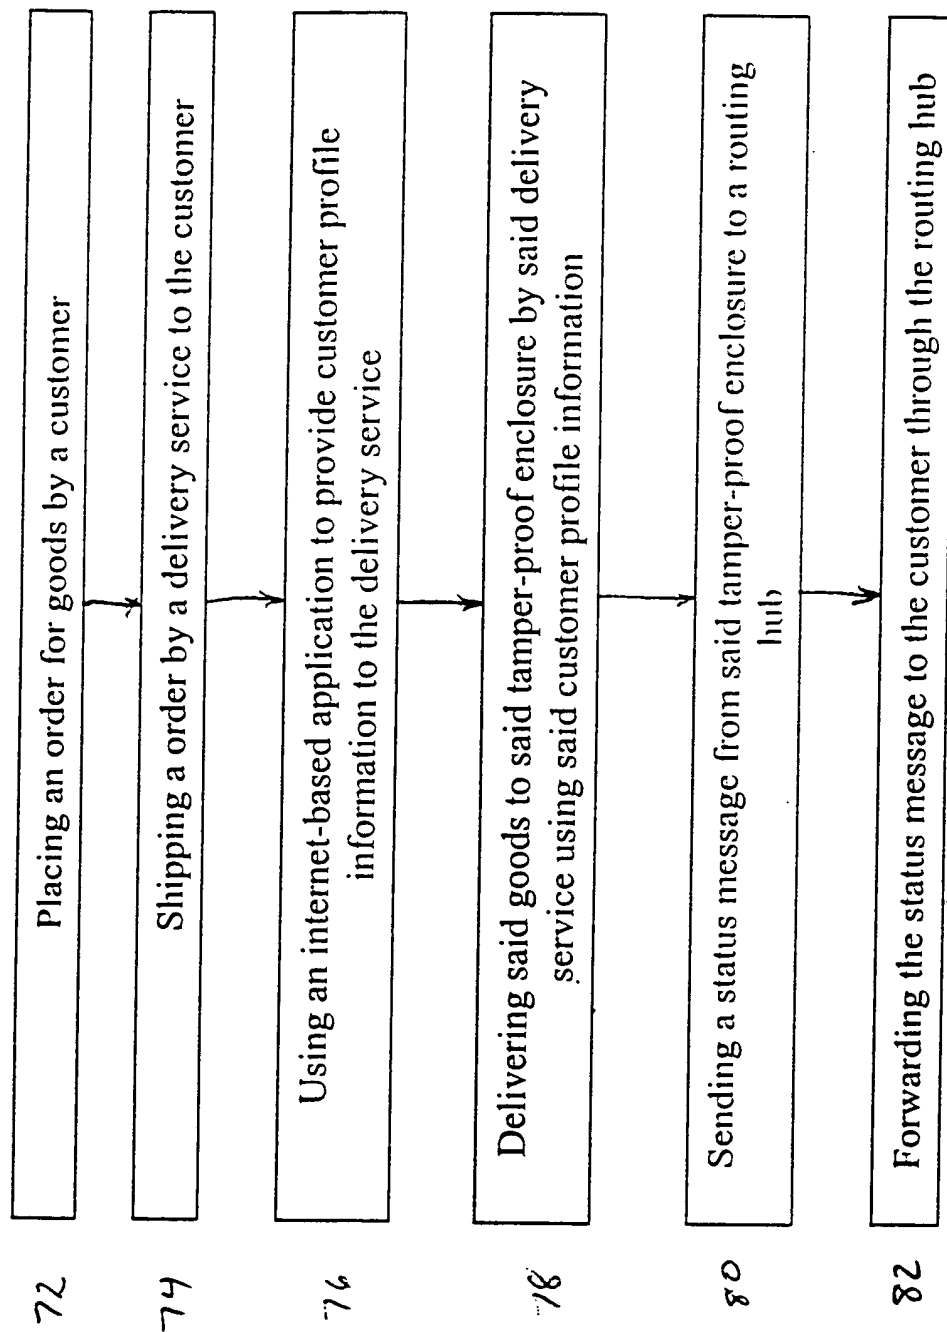 72
Placing an order for goods by a customer
74
Shipping a order by a delivery service to the customer
76
Using an internet-based application to provide customer profile
information to the delivery service
78
Delivering said goods to said tamper-proof enclosure by said delivery
service using said customer profile information
80
Sending a status message from said tamper-proof enclosure to a routing
hub
82
Forwarding the status message to the customer through the routing hub